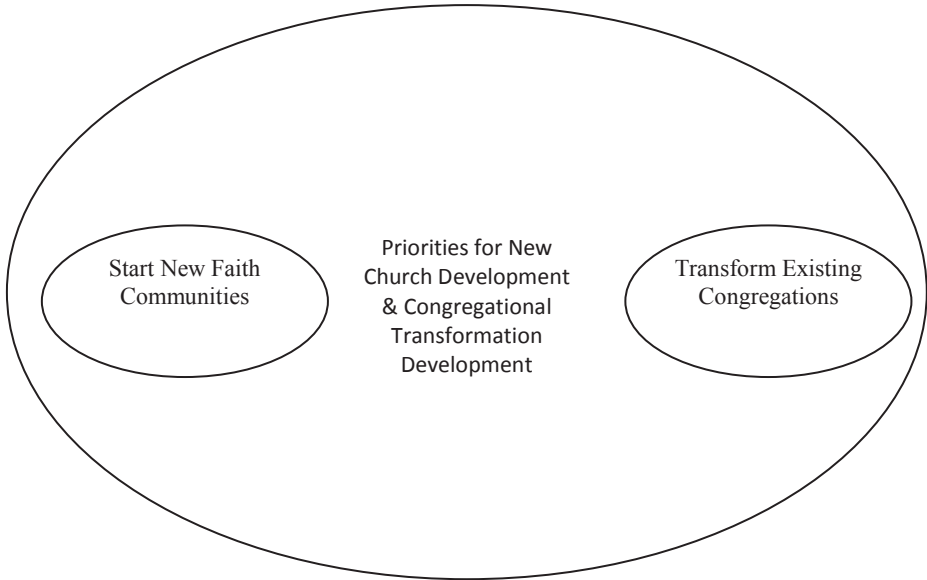 Start New Faith
Communities
Priorities for New
Church Development
& Congregational
Transformation
Development
Transform Existing
Congregations